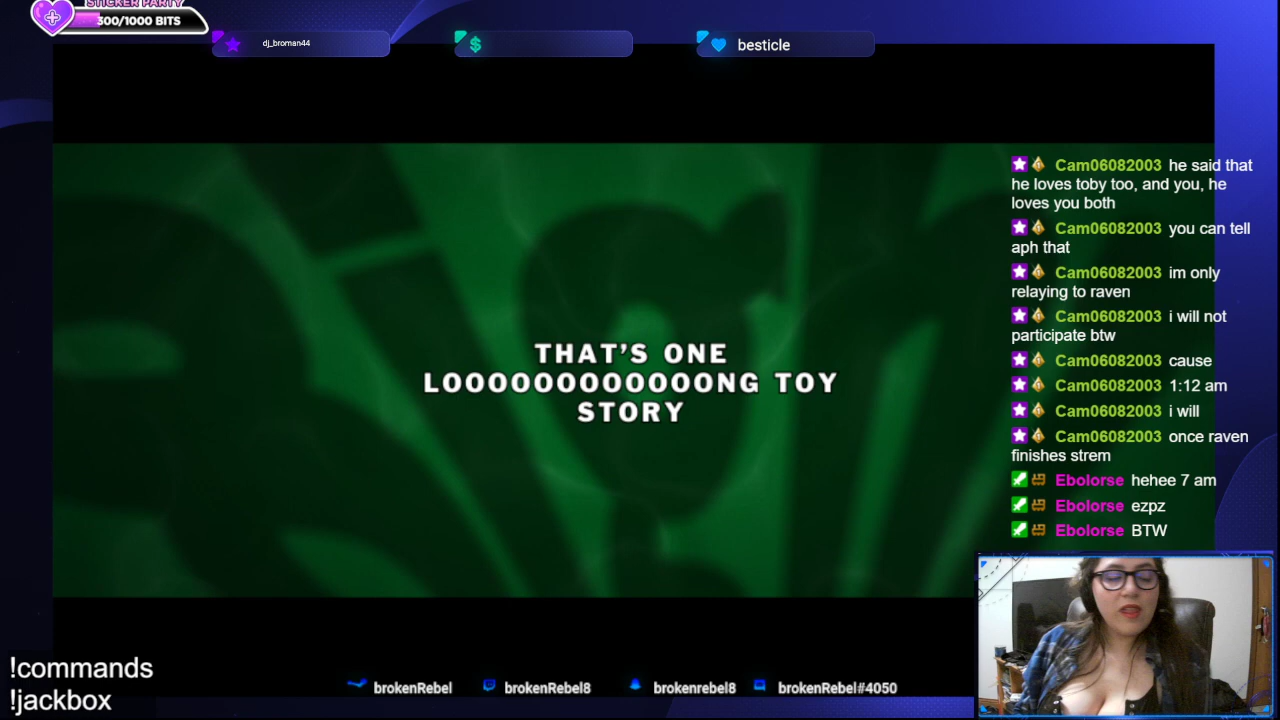 STICKER PARTY
300/1000 BITS
dj_broman44
$
besticle
THAT'S ONE
LOOOOOOOOOOOONG TOY
STORY
Cam06082003 he said that
he loves toby too, and you, he
loves you both
Cam06082003 you can tell
aph that
Cam06082003 im only
relaying to raven
Cam06082003 i will not
participate btw
Cam06082003 cause
Cam06082003 1:12 am
Cam06082003 i will
Cam06082003 once raven
finishes strem
Ebolorse hehee 7 am
Ebolorse ezpz
Ebolorse BTW
!commands
!jackbox
brokenRebel
brokenRebel8
brokenrebel8
brokenRebel#4050